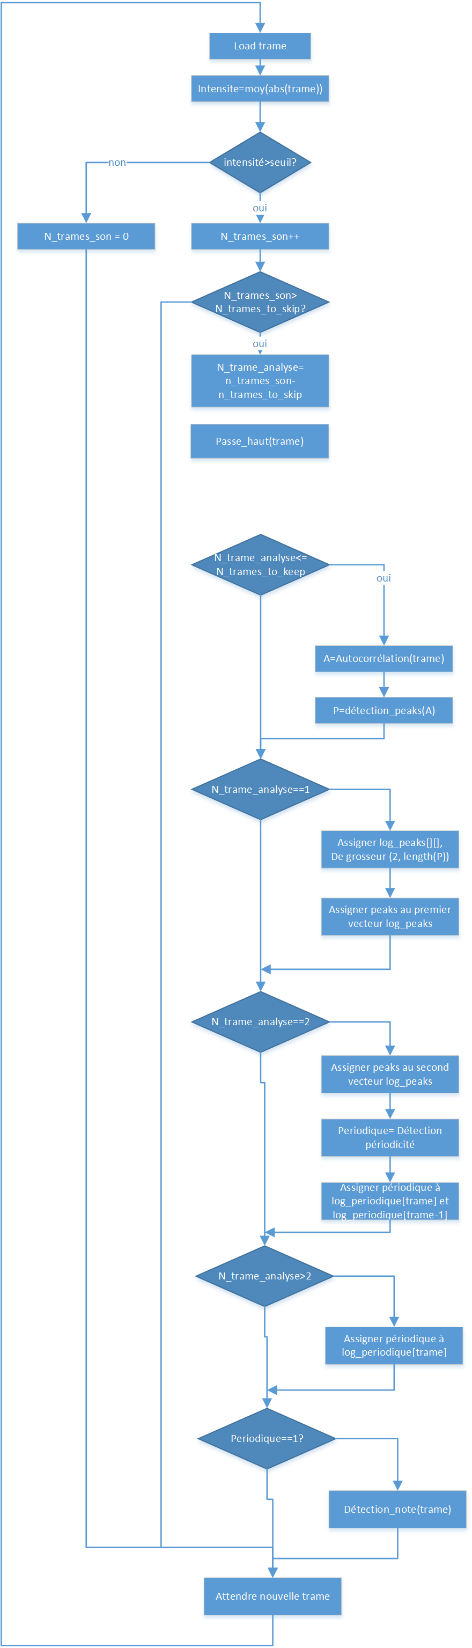 Load trame
Intensite=moy(abs(trame))
intensité>seuil?
non
oui
N_trames_son = 0
N_trames_son++
N_trames_son>
N_trames_to_skip?
oui
N_trame_analyse=
n_trames_son-
n_trames_to_skip
Passe_haut(trame)
N_trame_analyse<=
N_trames_to_keep
oui
A=Autocorrélation(trame)
P=détection_peaks(A)
N_trame_analyse==1
Assigner log_peaks[][],
De grosseur (2, length(P))
Assigner peaks au premier
vecteur log_peaks
N_trame_analyse==2
Assigner peaks au second
vecteur log_peaks
Periodique= Détection
périodicité
Assigner périodique à
log_periodique[trame] et
log_periodique[trame-1]
N_trame_analyse>2
Assigner périodique à
log_periodique[trame]
Periodique==1?
Détection_note(trame)
Attendre nouvelle trame